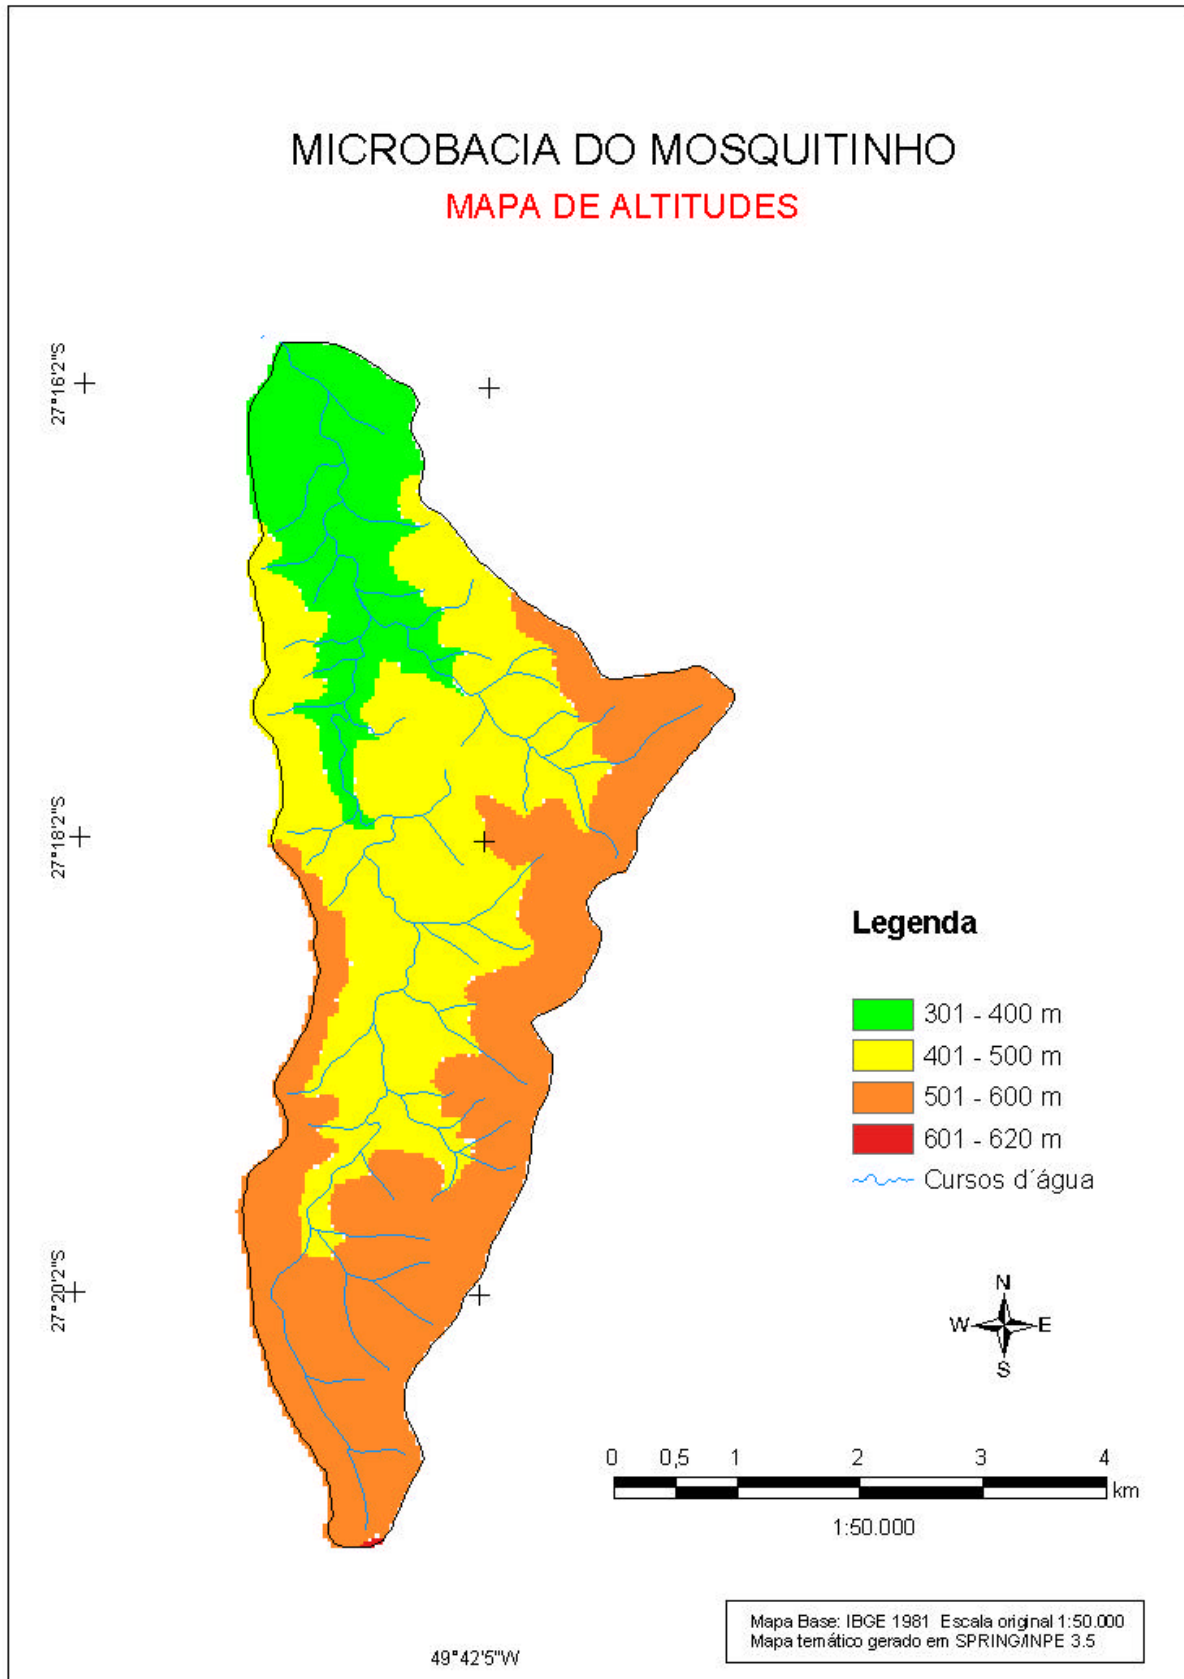 MICROBACIA DO MOSQUITINHO
MAPA DE ALTITUDES
27°16'2"S
27°18'2"S
Legenda
301 - 400 m
401 - 500 m
501 - 600 m
601 - 620 m
Cursos d´água
27°20'2"S
N
W E
S
0 0,5 1 2 3 4
km
1:50.000
Mapa Base: IBGE 1981 Escala original 1:50.000
Mapa temático gerado em SPRING/INPE 3.5
49°42'5"W